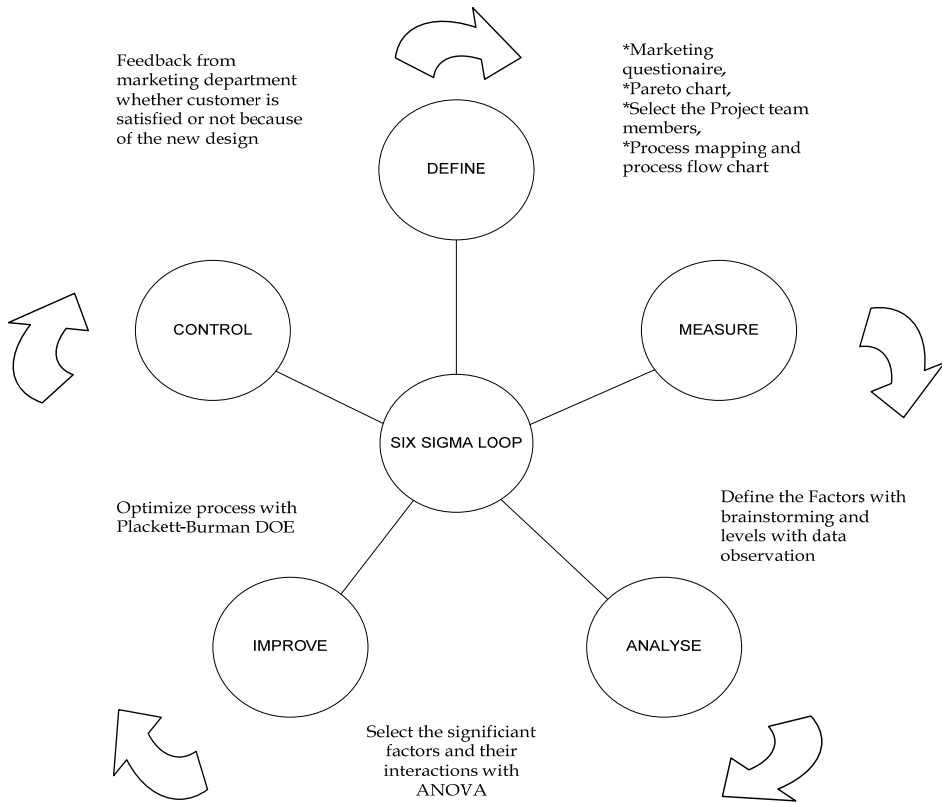 Feedback from
marketing department
whether customer is
satisfied or not because
of the new design
*Marketing
questionaire,
*Pareto chart,
*Select the Project team
members,
*Process mapping and
process flow chart
DEFINE
CONTROL
MEASURE
SIX SIGMA LOOP
Optimize process with
Plackett-Burman DOE
Define the Factors with
brainstorming and
levels with data
observation
IMPROVE
ANALYSE
Select the significiant
factors and their
interactions with
ANOVA